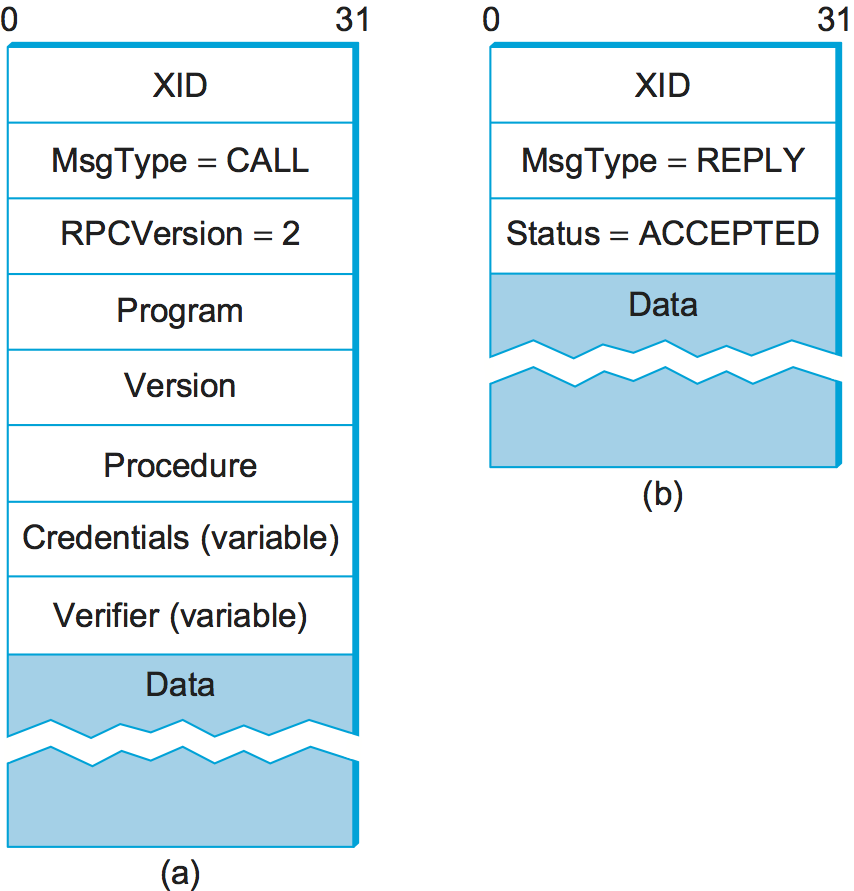 0 31
XID
MsgType = CALL
RPCVersion = 2
Program
Version
Procedure
Credentials (variable)
Verifier (variable)
Data
(a)
0 31
XID
MsgType = REPLY
Status = ACCEPTED
Data
(b)